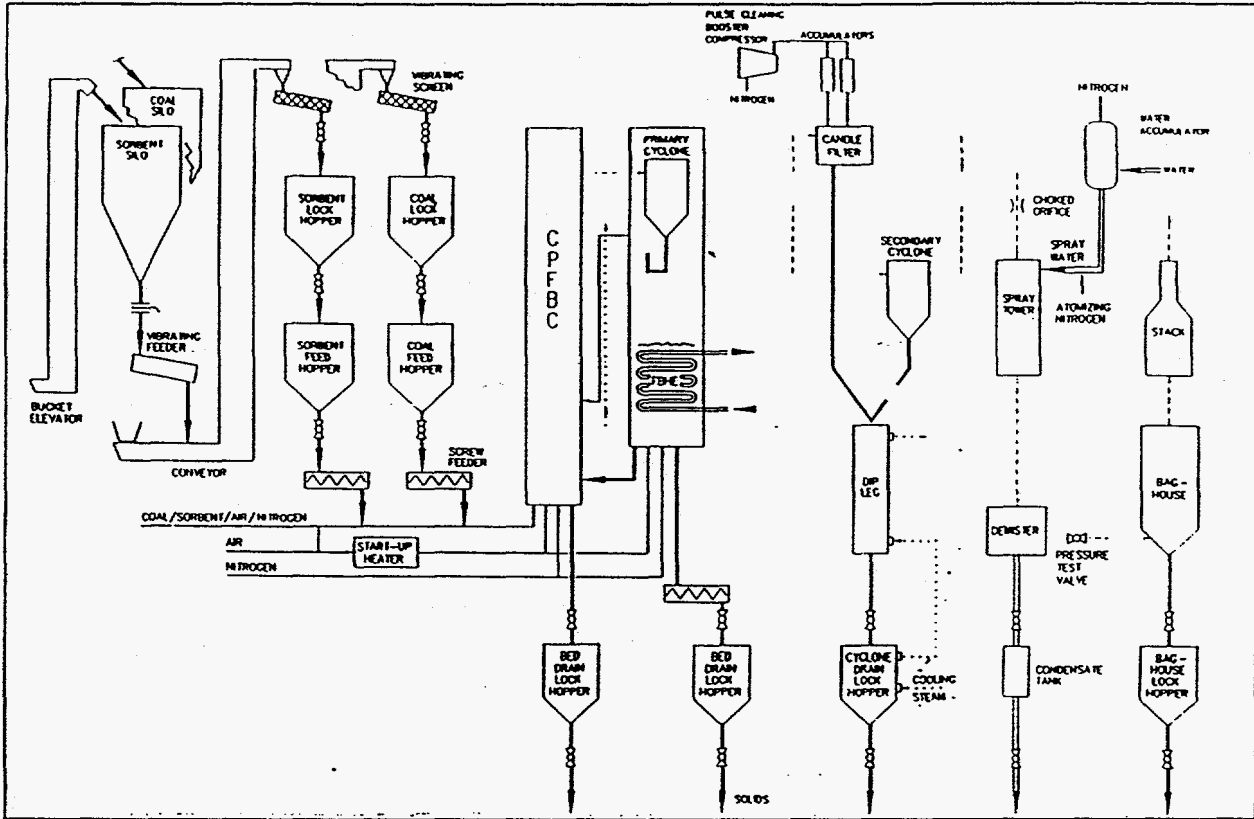 PULSE CLEANING
BOOSTER
COMPRESSOR
ACCUMULATORS
NITROGEN
COAL
SILO
SORBENT
SILO
VIBRATING
SCREEN
NITROGEN
WATER
ACCUMULATOR
WATER
PRIMARY
CYCLONE
CANDLE
FILTER
SORBENT
LOCK
HOPPER
COAL
LOCK
HOPPER
CHOKED
ORIFICE
CPFBC
SECONDARY
CYCLONE
SPRAY
WATER
SPRAY
TOWER
ATOMIZING
NITROGEN
STACK
VIBRATING
FEEDER
SORBENT
FEED
HOPPER
COAL
FEED
HOPPER
FBHE
BUCKET
ELEVATOR
CONVEYOR
SCREW
FEEDER
DIP
LEG
BAG-
HOUSE
COAL/SORBENT/AIR/NITROGEN
AIR
START-UP
HEATER
NITROGEN
DEMISTER
PRESSURE
TEST
VALVE
BED
DRAIN
LOCK
HOPPER
BED
DRAIN
LOCK
HOPPER
CYCLONE
DRAIN
LOCK
HOPPER
COOLING
STEAM
CONDENSATE
TANK
BAG-
HOUSE
LOCK
HOPPER
SOLIDS